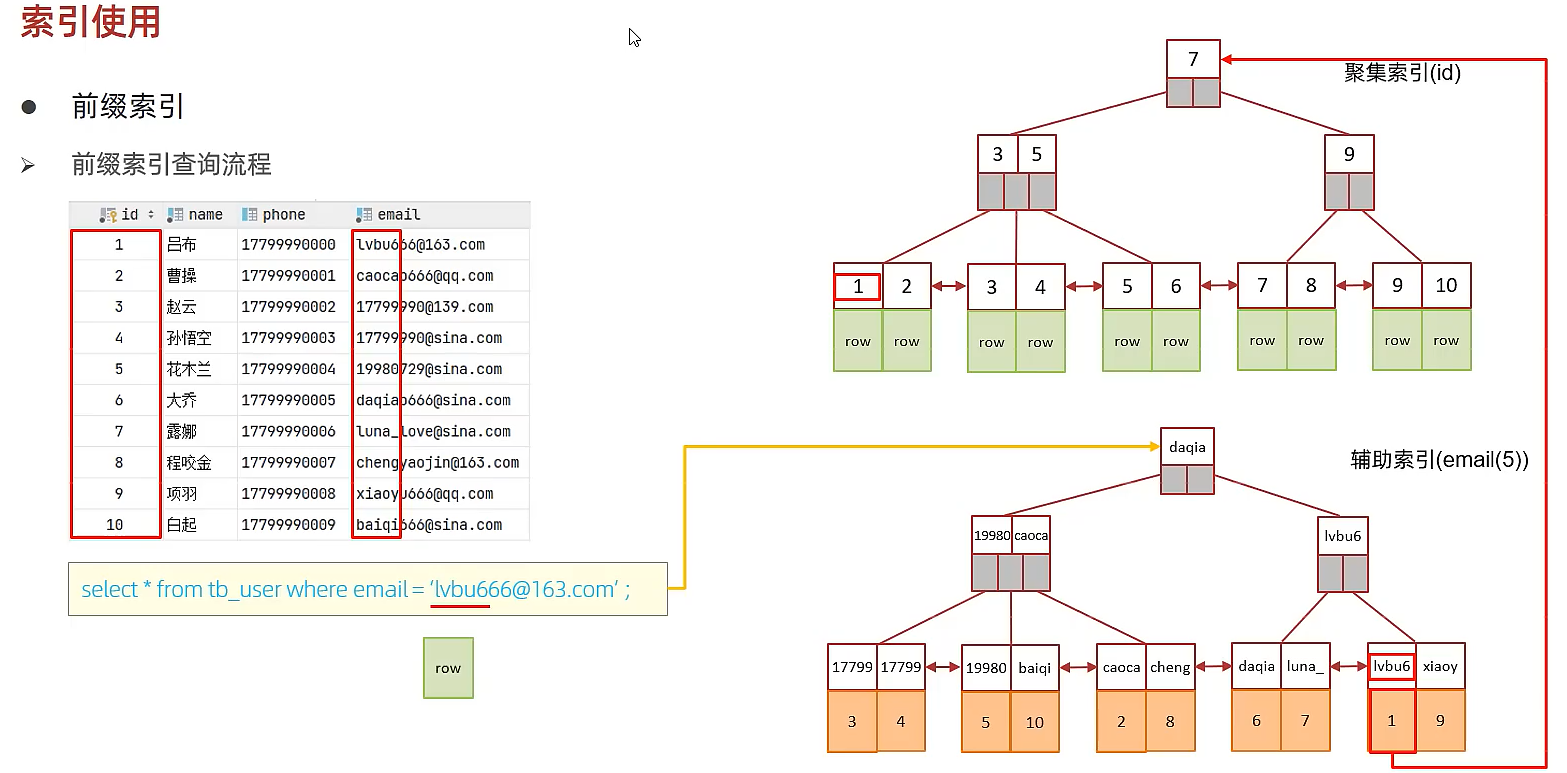 索引使用
● 前缀索引
➢ 前缀索引查询流程
id name phone email
1 吕布 17799990000 lvbu666@163.com
2 曹操 17799990001 caocao666@qq.com
3 赵云 17799990002 17799990@139.com
4 孙悟空 17799990003 17799990@sina.com
5 花木兰 17799990004 19980729@sina.com
6 大乔 17799990005 daqiao666@sina.com
7 露娜 17799990006 luna_love@sina.com
8 程咬金 17799990007 chengyaojin@163.com
9 项羽 17799990008 xiaoyu666@qq.com
10 白起 17799990009 baiqi666@sina.com
select * from tb_user where email = ‘lvbu666@163.com’ ;
row
聚集索引(id)
7
3 5 9
1 2 3 4 5 6 7 8 9 10
row row row row row row row row row row
辅助索引(email(5))
daqia
19980 caoca lvbu6
17799 17799 19980 baiqi caoca cheng daqia luna_ lvbu6 xiaoy
3 4 5 10 2 8 6 7 1 9